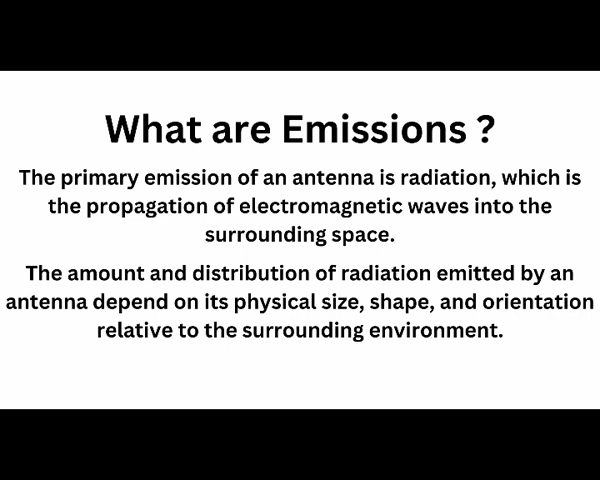 What are Emissions ?
The primary emission of an antenna is radiation, which is
the propagation of electromagnetic waves into the
surrounding space.
The amount and distribution of radiation emitted by an
antenna depend on its physical size, shape, and orientation
relative to the surrounding environment.